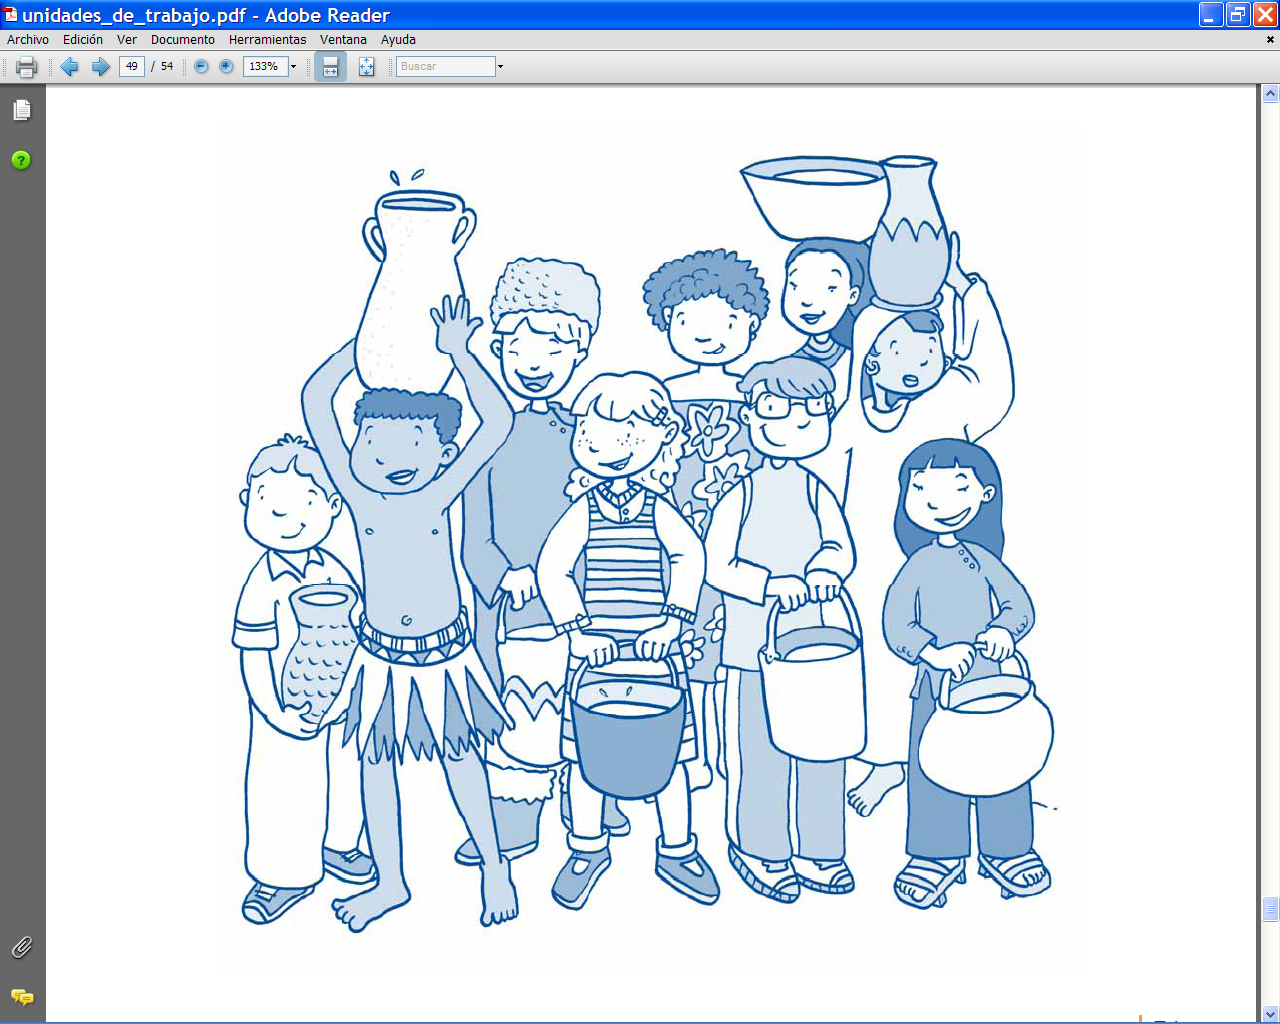 unidades_de_trabajo.pdf - Adobe Reader
Archivo Edición Ver Documento Herramientas Ventana Ayuda
49 / 54 133% Buscar